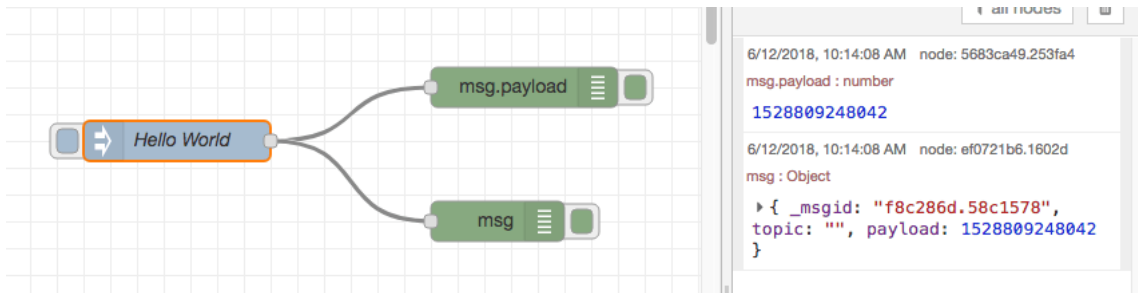 all nodes
Hello World
msg.payload
msg
6/12/2018, 10:14:08 AM node: 5683ca49.253fa4
msg.payload : number
1528809248042
6/12/2018, 10:14:08 AM node: ef0721b6.1602d
msg : Object
{ _msgid: "f8c286d.58c1578",
topic: "", payload: 1528809248042
}